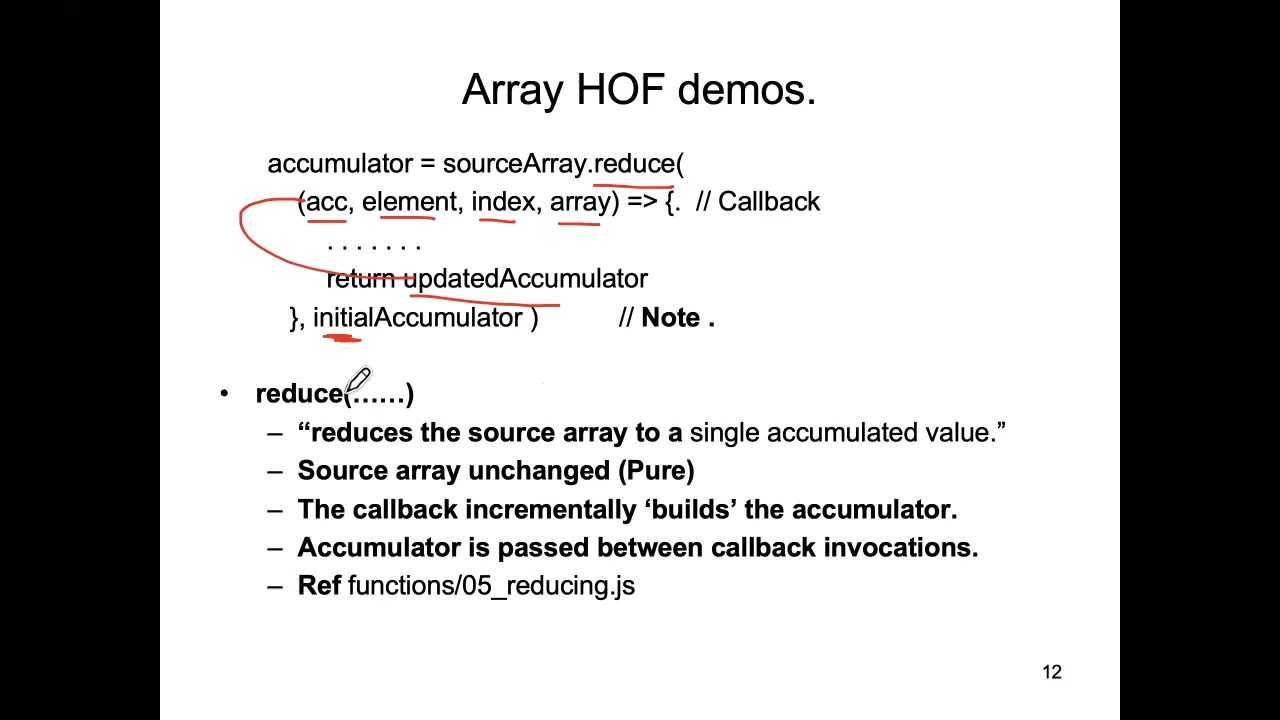 Array HOF demos.
accumulator = sourceArray.reduce(
(acc, element, index, array) => {. // Callback
. . . . . . .
return updatedAccumulator
}, initialAccumulator ) // Note .
• reduce(......)
– “reduces the source array to a single accumulated value.”
– Source array unchanged (Pure)
– The callback incrementally ‘builds’ the accumulator.
– Accumulator is passed between callback invocations.
– Ref functions/05_reducing.js
12